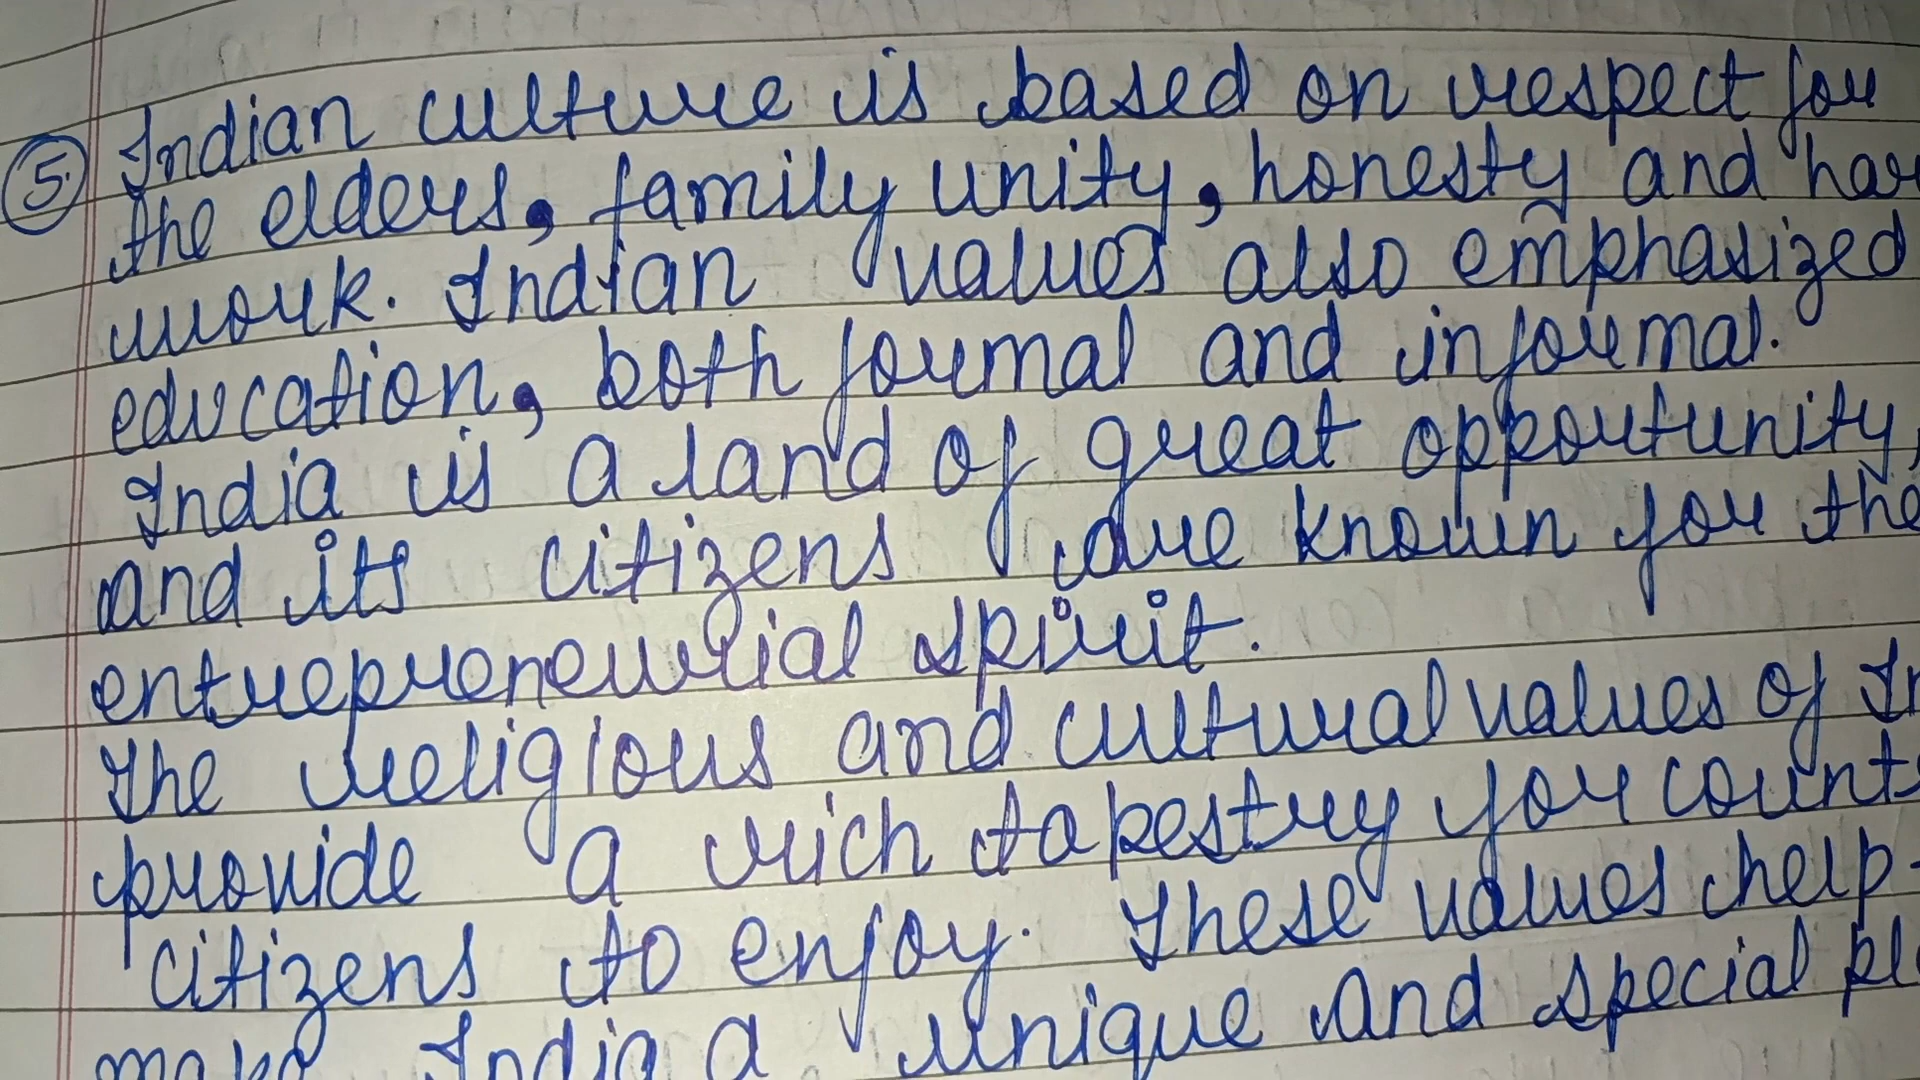 5. Indian culture is based on respect for
the elders, family unity, honesty and har
work. Indian values also emphasized
education, both formal and informal.
India is a land of great opportunity,
and its citizens are known for the
entrepreneurial spirit.
The religious and cultural values of In
provide a rich tapestry for count
citizens to enjoy. These values help
make India a unique and special pl